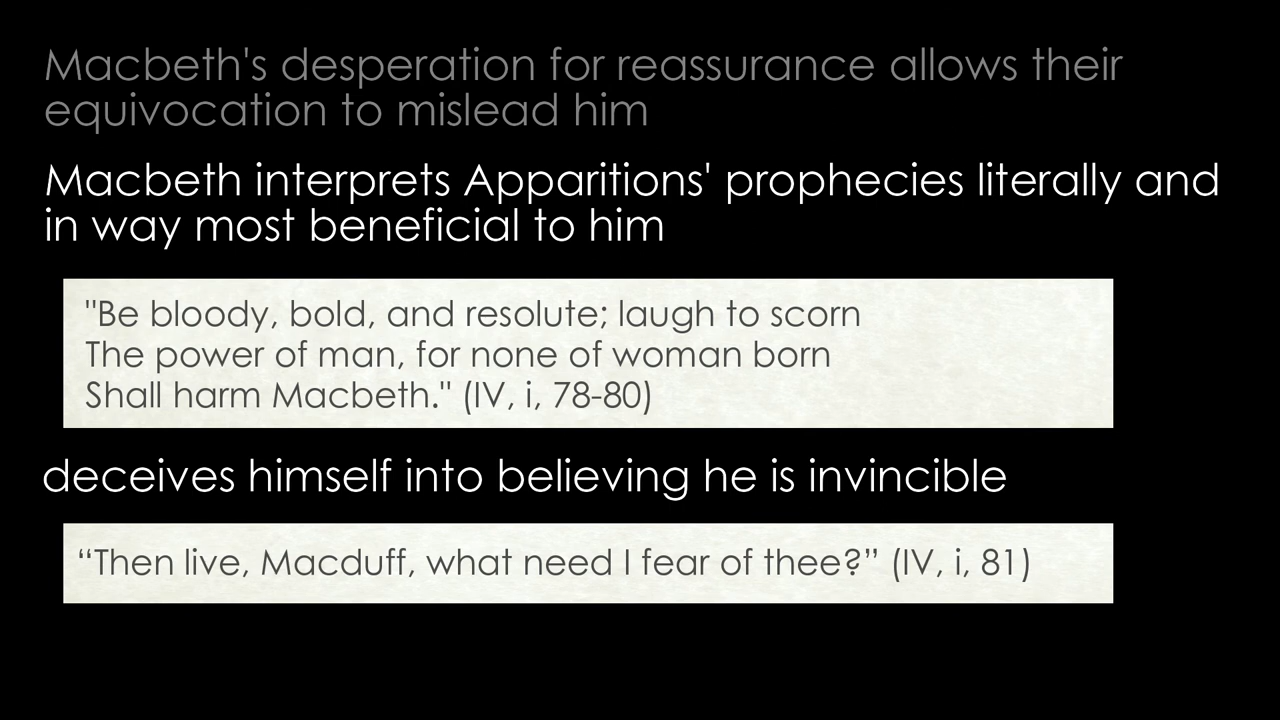 Macbeth's desperation for reassurance allows their
equivocation to mislead him
Macbeth interprets Apparitions' prophecies literally and
in way most beneficial to him
"Be bloody, bold, and resolute; laugh to scorn
The power of man, for none of woman born
Shall harm Macbeth." (IV, i, 78-80)
deceives himself into believing he is invincible
“Then live, Macduff, what need I fear of thee?” (IV, i, 81)